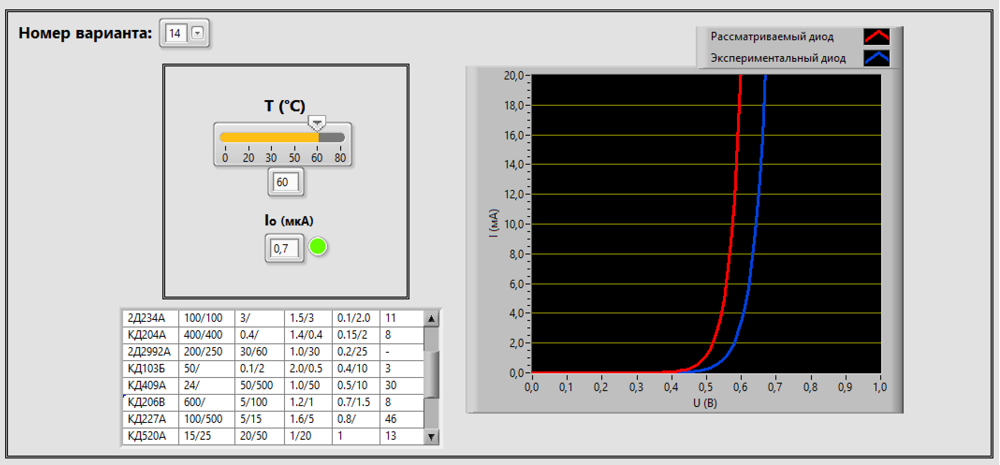 Номер варианта: 14
T (°C)
0 20 30 50 60 80
60
Io (мкА)
0,7
2Д234А 100/100 3/ 1.5/3 0.1/2.0 11
КД204А 400/400 0.4/ 1.4/0.4 0.15/2 8
2Д2992А 200/250 30/60 1.0/30 0.2/25 -
КД103Б 50/ 0.1/2 2.0/0.5 0.4/10 3
КД409А 24/ 50/500 1.0/50 0.5/10 30
КД206В 600/ 5/100 1.2/1 0.7/1.5 8
КД227А 100/500 5/15 1.6/5 0.8/ 46
КД520А 15/25 20/50 1/20 1 13
Рассматриваемый диод
Экспериментальный диод
20,0
18,0
16,0
14,0
12,0
10,0
8,0
6,0
4,0
2,0
0,0
I (мА)
0,0 0,1 0,2 0,3 0,4 0,5 0,6 0,7 0,8 0,9 1,0
U (В)